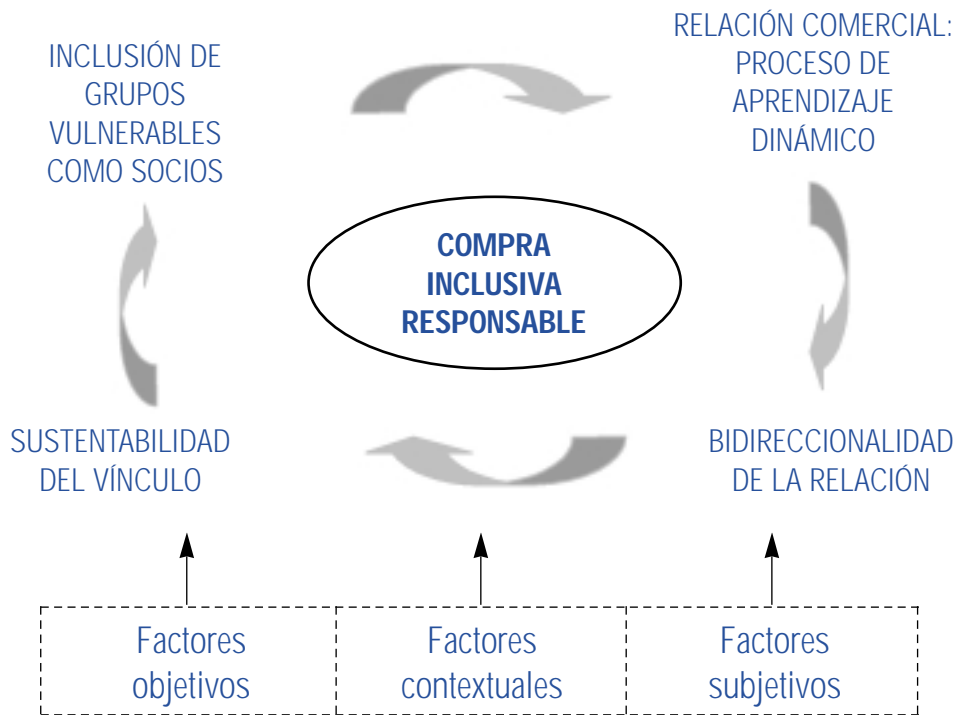 INCLUSIÓN DE
GRUPOS
VULNERABLES
COMO SOCIOS
RELACIÓN COMERCIAL:
PROCESO DE
APRENDIZAJE
DINÁMICO
COMPRA
INCLUSIVA
RESPONSABLE
SUSTENTABILIDAD
DEL VÍNCULO
BIDIRECCIONALIDAD
DE LA RELACIÓN
Factores
objetivos
Factores
contextuales
Factores
subjetivos